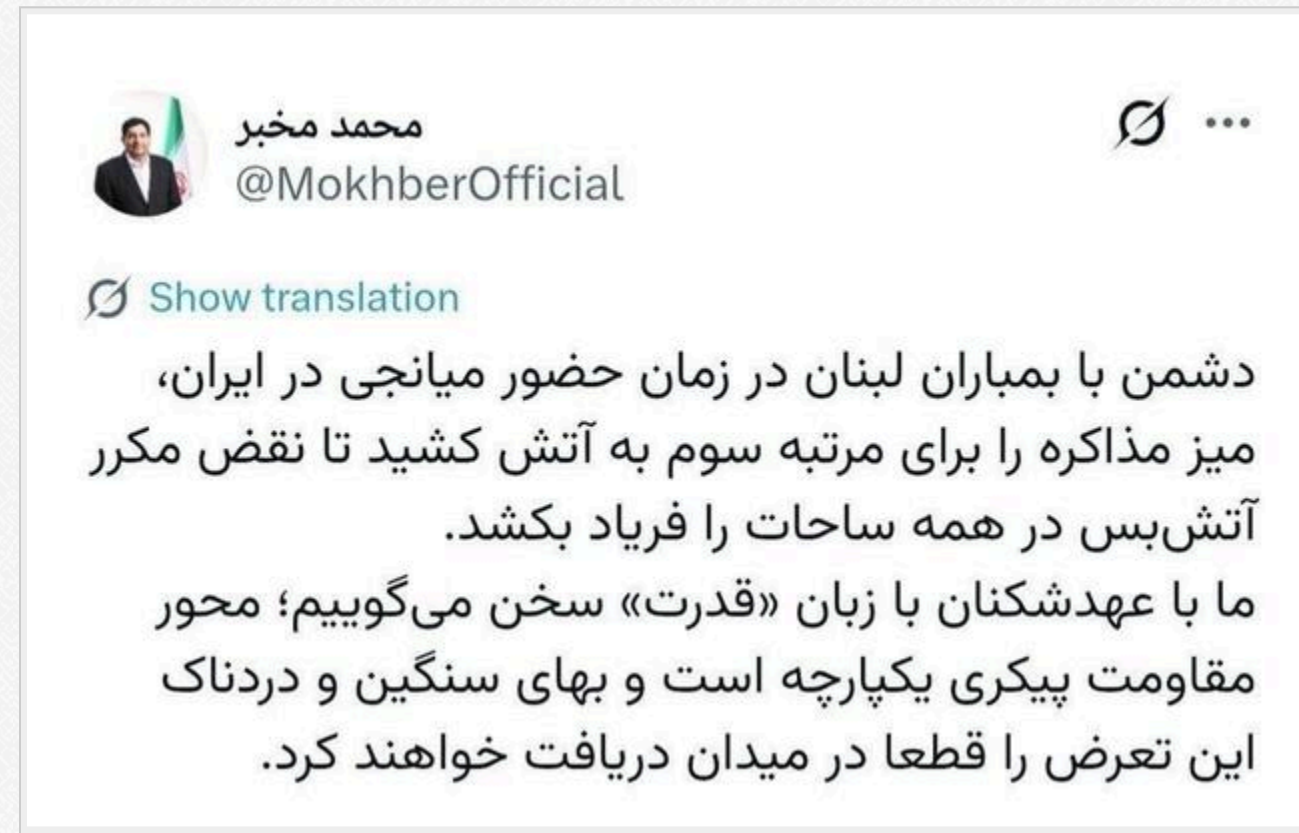 محمد مخبر
@MokhberOfficial
Show translation
دشمن با بمباران لبنان در زمان حضور میانجی در ایران،
میز مذاکره را برای مرتبه سوم به آتش کشید تا نقض مکرر
آتش‌بس در همه ساحات را فریاد بکشد.
ما با عهدشکنان با زبان «قدرت» سخن می‌گوییم؛ محور
مقاومت پیکری یکپارچه است و بهای سنگین و دردناک
این تعرض را قطعا در میدان دریافت خواهند کرد.